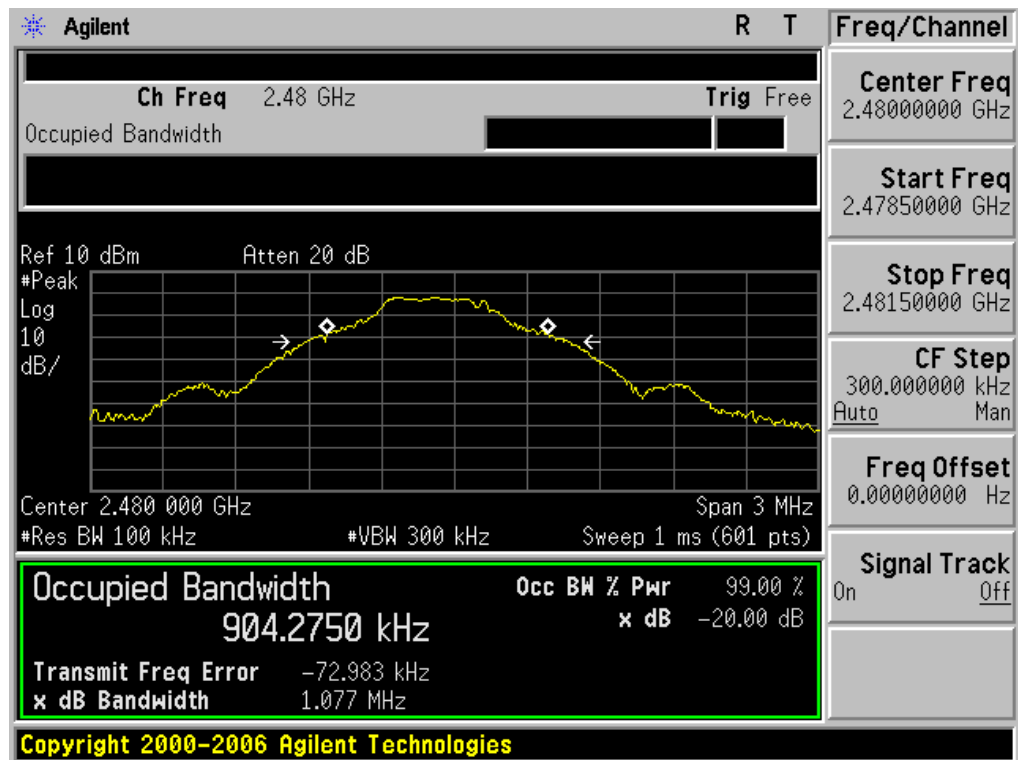 Agilent R T
Freq/Channel
Ch Freq 2.48 GHz Trig Free
Occupied Bandwidth
Center Freq
2.48000000 GHz
Start Freq
2.47850000 GHz
Stop Freq
2.48150000 GHz
CF Step
300.000000 kHz
Auto Man
Freq Offset
0.00000000 Hz
Signal Track
On Off
Ref 10 dBm Atten 20 dB
#Peak
Log
10
dB/
Center 2.480 000 GHz Span 3 MHz
#Res BW 100 kHz #VBW 300 kHz Sweep 1 ms (601 pts)
Occupied Bandwidth Occ BW % Pwr 99.00 %
904.2750 kHz x dB -20.00 dB
Transmit Freq Error -72.983 kHz
x dB Bandwidth 1.077 MHz
Copyright 2000-2006 Agilent Technologies